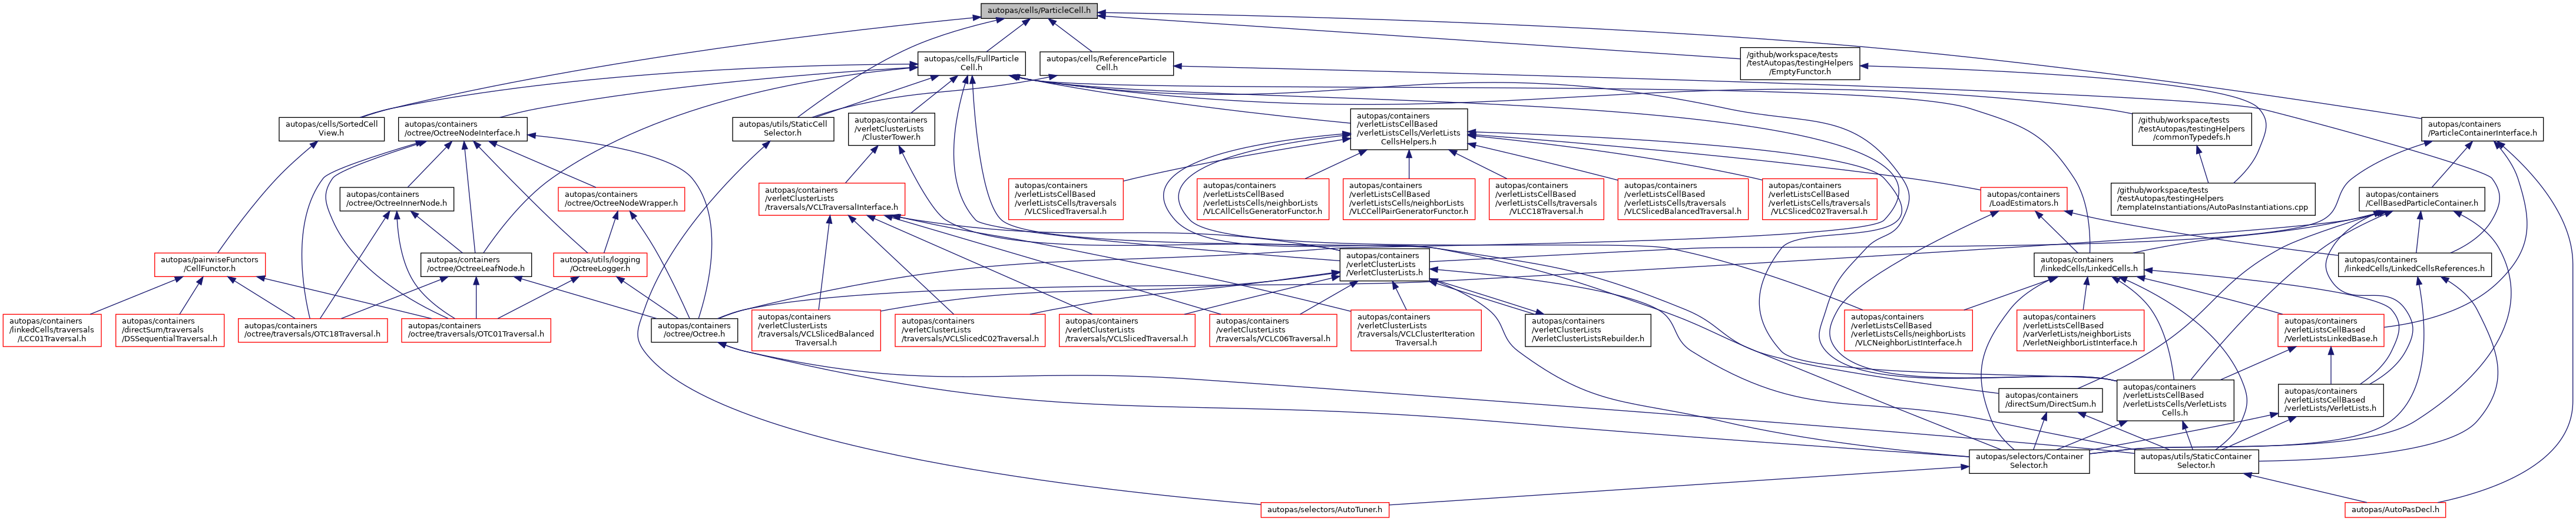 autopas/cells/ParticleCell.h
autopas/cells/FullParticle
Cell.h
autopas/cells/ReferenceParticle
Cell.h
/github/workspace/tests
/testAutopas/testingHelpers
/EmptyFunctor.h
autopas/cells/SortedCell
View.h
autopas/containers
/octree/OctreeNodeInterface.h
autopas/utils/StaticCell
Selector.h
autopas/containers
/verletClusterLists
/ClusterTower.h
autopas/containers
/verletListsCellBased
/verletListsCells/VerletLists
CellsHelpers.h
/github/workspace/tests
/testAutopas/testingHelpers
/commonTypedefs.h
autopas/containers
/ParticleContainerInterface.h
autopas/containers
/octree/OctreeInnerNode.h
autopas/containers
/octree/OctreeNodeWrapper.h
autopas/containers
/verletClusterLists
/traversals/VCLTraversalInterface.h
autopas/containers
/verletListsCellBased
/verletListsCells/traversals
/VLCSlicedTraversal.h
autopas/containers
/verletListsCellBased
/verletListsCells/neighborLists
/VLCAllCellsGeneratorFunctor.h
autopas/containers
/verletListsCellBased
/verletListsCells/neighborLists
/VLCCellPairGeneratorFunctor.h
autopas/containers
/verletListsCellBased
/verletListsCells/traversals
/VLCC18Traversal.h
autopas/containers
/verletListsCellBased
/verletListsCells/traversals
/VLCSlicedBalancedTraversal.h
autopas/containers
/verletListsCellBased
/verletListsCells/traversals
/VLCSlicedC02Traversal.h
autopas/containers
/LoadEstimators.h
/github/workspace/tests
/testAutopas/testingHelpers
/templateInstantiations/AutoPasInstantiations.cpp
autopas/containers
/CellBasedParticleContainer.h
autopas/pairwiseFunctors
/CellFunctor.h
autopas/containers
/octree/OctreeLeafNode.h
autopas/utils/logging
/OctreeLogger.h
autopas/containers
/verletClusterLists
/VerletClusterLists.h
autopas/containers
/linkedCells/LinkedCells.h
autopas/containers
/linkedCells/LinkedCellsReferences.h
autopas/containers
/linkedCells/traversals
/LCC01Traversal.h
autopas/containers
/directSum/traversals
/DSSequentialTraversal.h
autopas/containers
/octree/traversals/OTC18Traversal.h
autopas/containers
/octree/traversals/OTC01Traversal.h
autopas/containers
/octree/Octree.h
autopas/containers
/verletClusterLists
/traversals/VCLSlicedBalanced
Traversal.h
autopas/containers
/verletClusterLists
/traversals/VCLSlicedC02Traversal.h
autopas/containers
/verletClusterLists
/traversals/VCLSlicedTraversal.h
autopas/containers
/verletClusterLists
/traversals/VCLC06Traversal.h
autopas/containers
/verletClusterLists
/traversals/VCLClusterIteration
Traversal.h
autopas/containers
/verletClusterLists
/VerletClusterListsRebuilder.h
autopas/containers
/verletListsCellBased
/verletListsCells/neighborLists
/VLCNeighborListInterface.h
autopas/containers
/verletListsCellBased
/varVerletLists/neighborLists
/VerletNeighborListInterface.h
autopas/containers
/verletListsCellBased
/VerletListsLinkedBase.h
autopas/containers
/directSum/DirectSum.h
autopas/containers
/verletListsCellBased
/verletListsCells/VerletLists
Cells.h
autopas/containers
/verletListsCellBased
/verletLists/VerletLists.h
autopas/selectors/Container
Selector.h
autopas/utils/StaticContainer
Selector.h
autopas/selectors/AutoTuner.h
autopas/AutoPasDecl.h